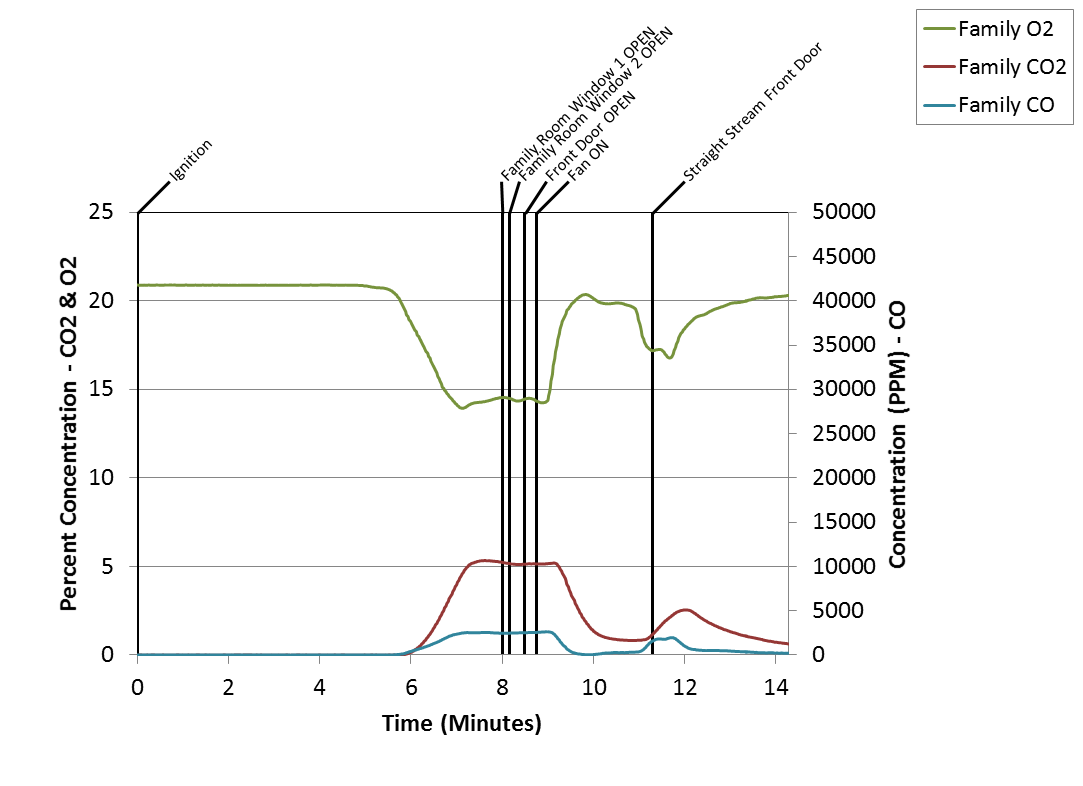 Family O2
Family CO2
Family CO
Ignition
Family Room Window 1 OPEN
Family Room Window 2 OPEN
Front Door OPEN
Fan ON
Straight Stream Front Door
25
20
15
10
5
0
Percent Concentration - CO2 & O2
50000
45000
40000
35000
30000
25000
20000
15000
10000
5000
0
Concentration (PPM) - CO
0 2 4 6 8 10 12 14
Time (Minutes)